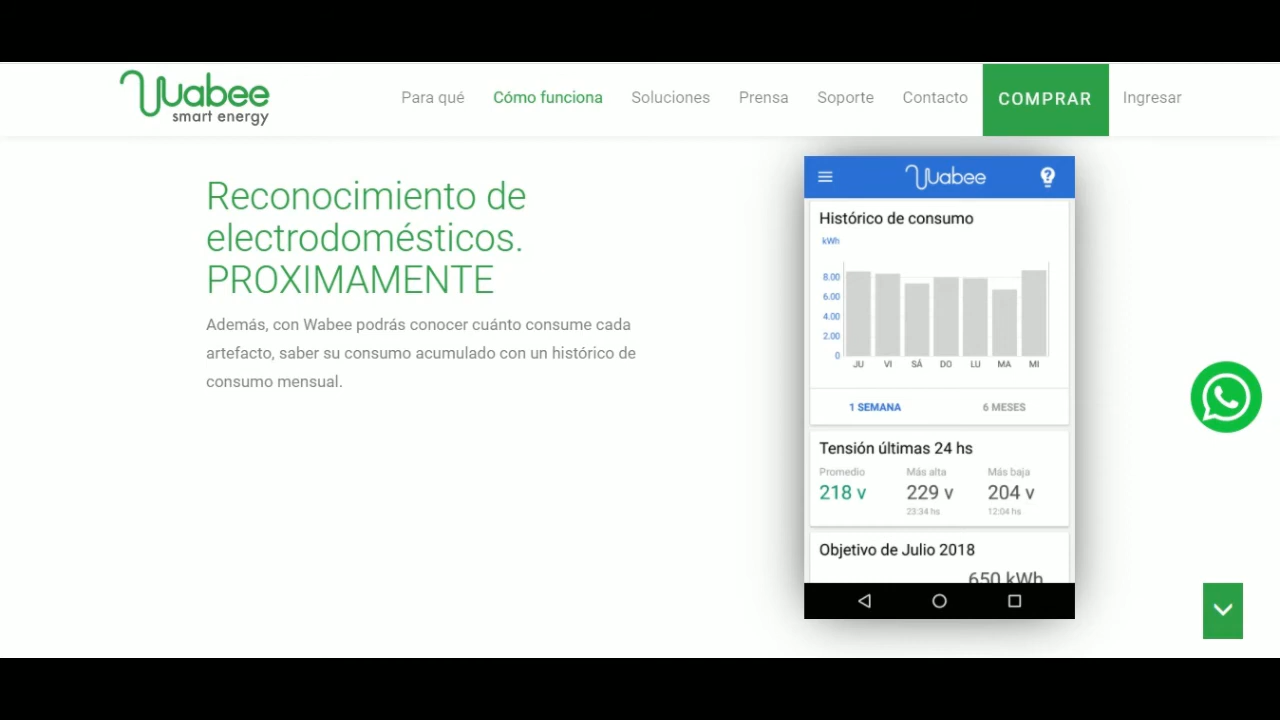 Wabee
smart energy
Para qué
Cómo funciona
Soluciones
Prensa
Soporte
Contacto
COMPRAR
Ingresar
Reconocimiento de
electrodomésticos.
PROXIMAMENTE
Además, con Wabee podrás conocer cuánto consume cada
artefacto, saber su consumo acumulado con un histórico de
consumo mensual.
Wabee
Histórico de consumo
kWh
8.00
6.00
4.00
2.00
0
JU VI SÁ DO LU MA MI
1 SEMANA 6 MESES
Tensión últimas 24 hs
Promedio Más alta Más baja
218 v 229 v 204 v
23:34 hs 12:04 hs
Objetivo de Julio 2018
650 kWh